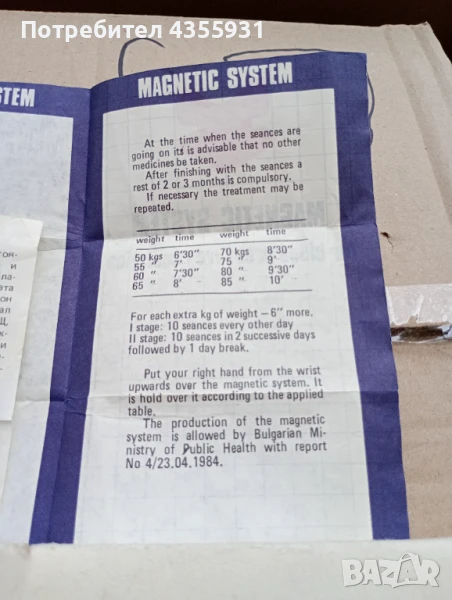 Потребител 4355931
STEM
MAGNETIC SYSTEM
At the time when the seances are
going on its is advisable that no other
medicines be taken.
After finishing with the seances a
rest of 2 or 3 months is compulsory.
If necessary the treatment may be
repeated.
weight time weight time
50 kgs 6'30" 70 kgs 8'30"
55 " 7' 75 " 9'
60 " 7'30" 80 " 9'30"
65 " 8' 85 " 10'
For each extra kg of weight – 6" more.
I stage: 10 seances every other day
II stage: 10 seances in 2 successive days
followed by 1 day break.
Put your right hand from the wrist
upwards over the magnetic system. It
is hold over it according to the applied
table.
The production of the magnetic
system is allowed by Bulgarian Mi-
nistry of Public Health with report
No 4/23.04.1984.
BAZAR